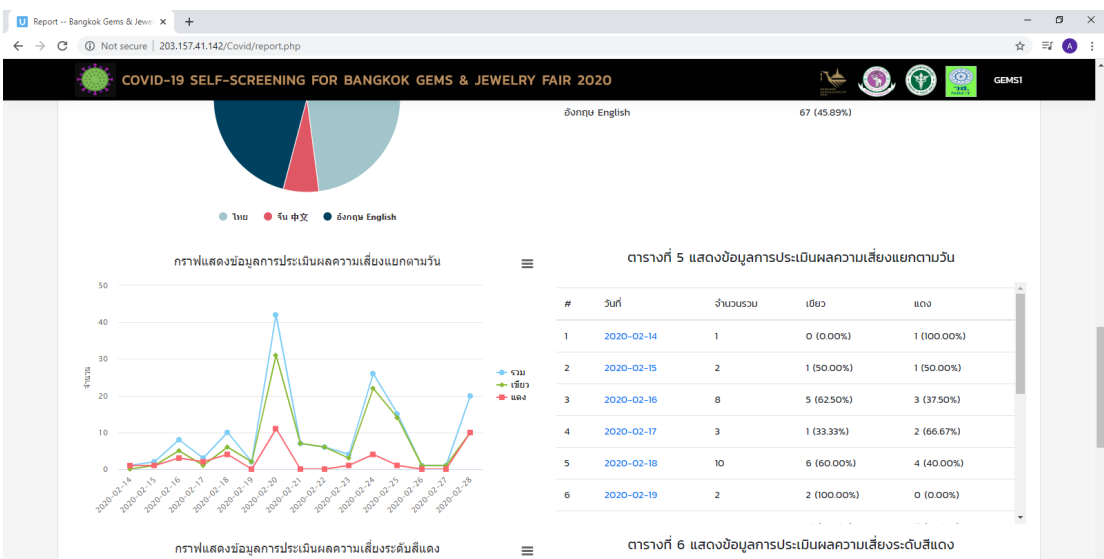 Report -- Bangkok Gems & Jewel
Not secure | 203.157.41.142/Covid/report.php
A
COVID-19 SELF-SCREENING FOR BANGKOK GEMS & JEWELRY FAIR 2020
GEMS1
อังกฤษ English 67 (45.89%)
ไทย จีน 中文 อังกฤษ English
กราฟแสดงข้อมูลการประเมินผลความเสี่ยงแยกตามวัน
จำนวน
50
40
30
20
10
0
2020-02-14 2020-02-15 2020-02-16 2020-02-17 2020-02-18 2020-02-19 2020-02-20 2020-02-21 2020-02-22 2020-02-23 2020-02-24 2020-02-25 2020-02-26 2020-02-27 2020-02-28
รวม
เขียว
แดง
ตารางที่ 5 แสดงข้อมูลการประเมินผลความเสี่ยงแยกตามวัน
# วันที่ จำนวนรวม เขียว แดง
1 2020-02-14 1 0 (0.00%) 1 (100.00%)
2 2020-02-15 2 1 (50.00%) 1 (50.00%)
3 2020-02-16 8 5 (62.50%) 3 (37.50%)
4 2020-02-17 3 1 (33.33%) 2 (66.67%)
5 2020-02-18 10 6 (60.00%) 4 (40.00%)
6 2020-02-19 2 2 (100.00%) 0 (0.00%)
กราฟแสดงข้อมูลการประเมินผลความเสี่ยงระดับสีแดง
ตารางที่ 6 แสดงข้อมูลการประเมินผลความเสี่ยงระดับสีแดง